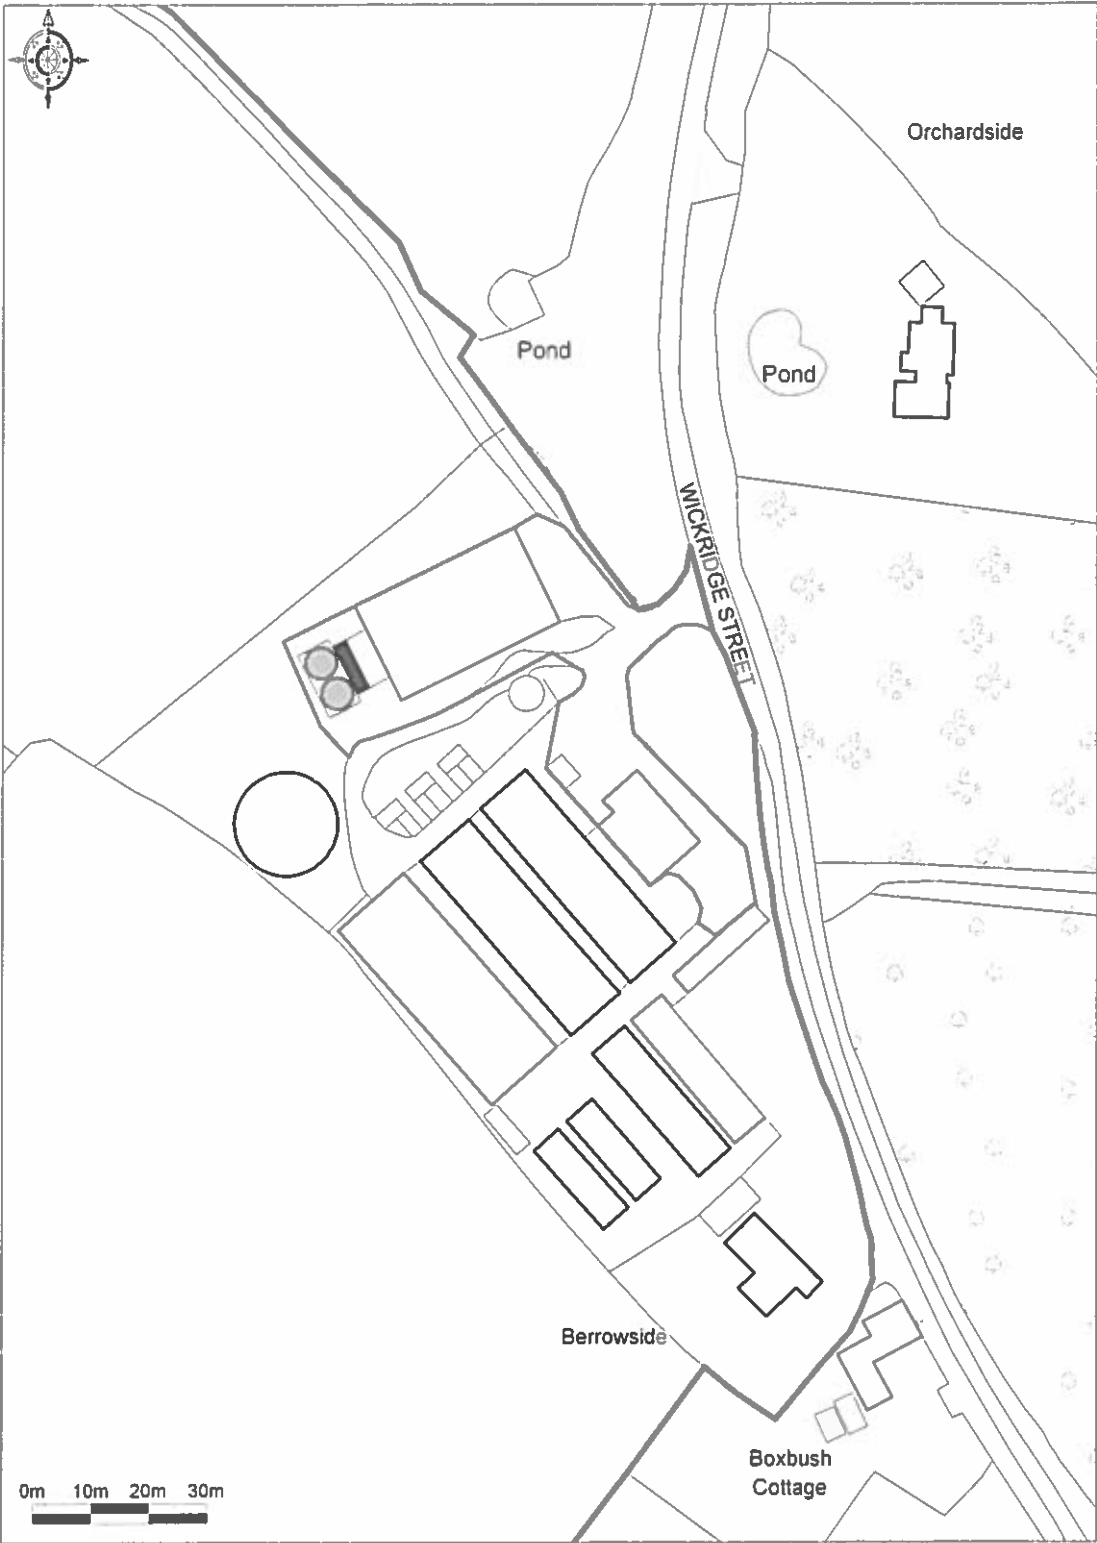 Orchardside
Pond
Pond
WICKRIDGE STREET
Berrowside
Boxbush
Cottage
0m 10m 20m 30m